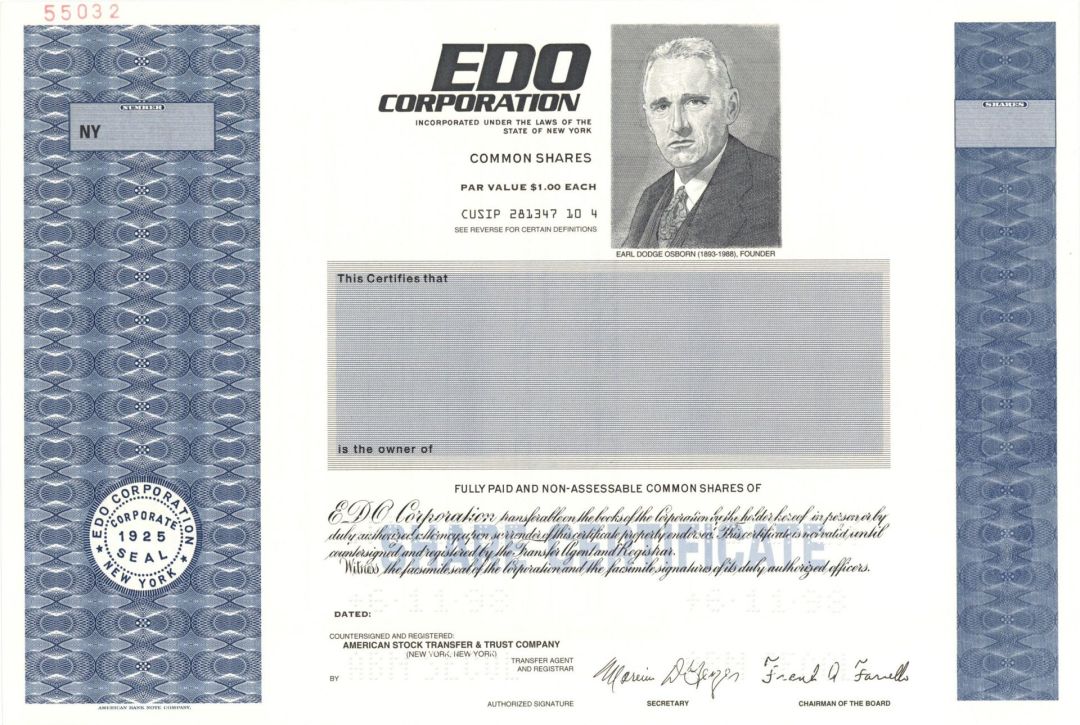 55032
NUMBER
NY
EDO
CORPORATION
INCORPORATED UNDER THE LAWS OF THE
STATE OF NEW YORK
COMMON SHARES
PAR VALUE $1.00 EACH
CUSIP 281347 10 4
SEE REVERSE FOR CERTAIN DEFINITIONS
EARL DODGE OSBORN (1893-1988), FOUNDER
SHARES
This Certifies that
is the owner of
FULLY PAID AND NON-ASSESSABLE COMMON SHARES OF
EDO Corporation transferable on the books of the Corporation by the holder hereof in person or by
duly authorized attorney upon surrender of this certificate properly endorsed. This certificate is not valid until
countersigned and registered by the Transfer Agent and Registrar.
Witness the facsimile seal of the Corporation and the facsimile signatures of its duly authorized officers.
SHARE CERTIFICATE
EDO CORPORATION
CORPORATE
1925
SEAL
NEW YORK
DATED:
COUNTERSIGNED AND REGISTERED:
AMERICAN STOCK TRANSFER & TRUST COMPANY
(NEW YORK, NEW YORK)
TRANSFER AGENT
AND REGISTRAR
BY
AUTHORIZED SIGNATURE
SECRETARY
Frank A Fariello
CHAIRMAN OF THE BOARD
AMERICAN BANK NOTE COMPANY.